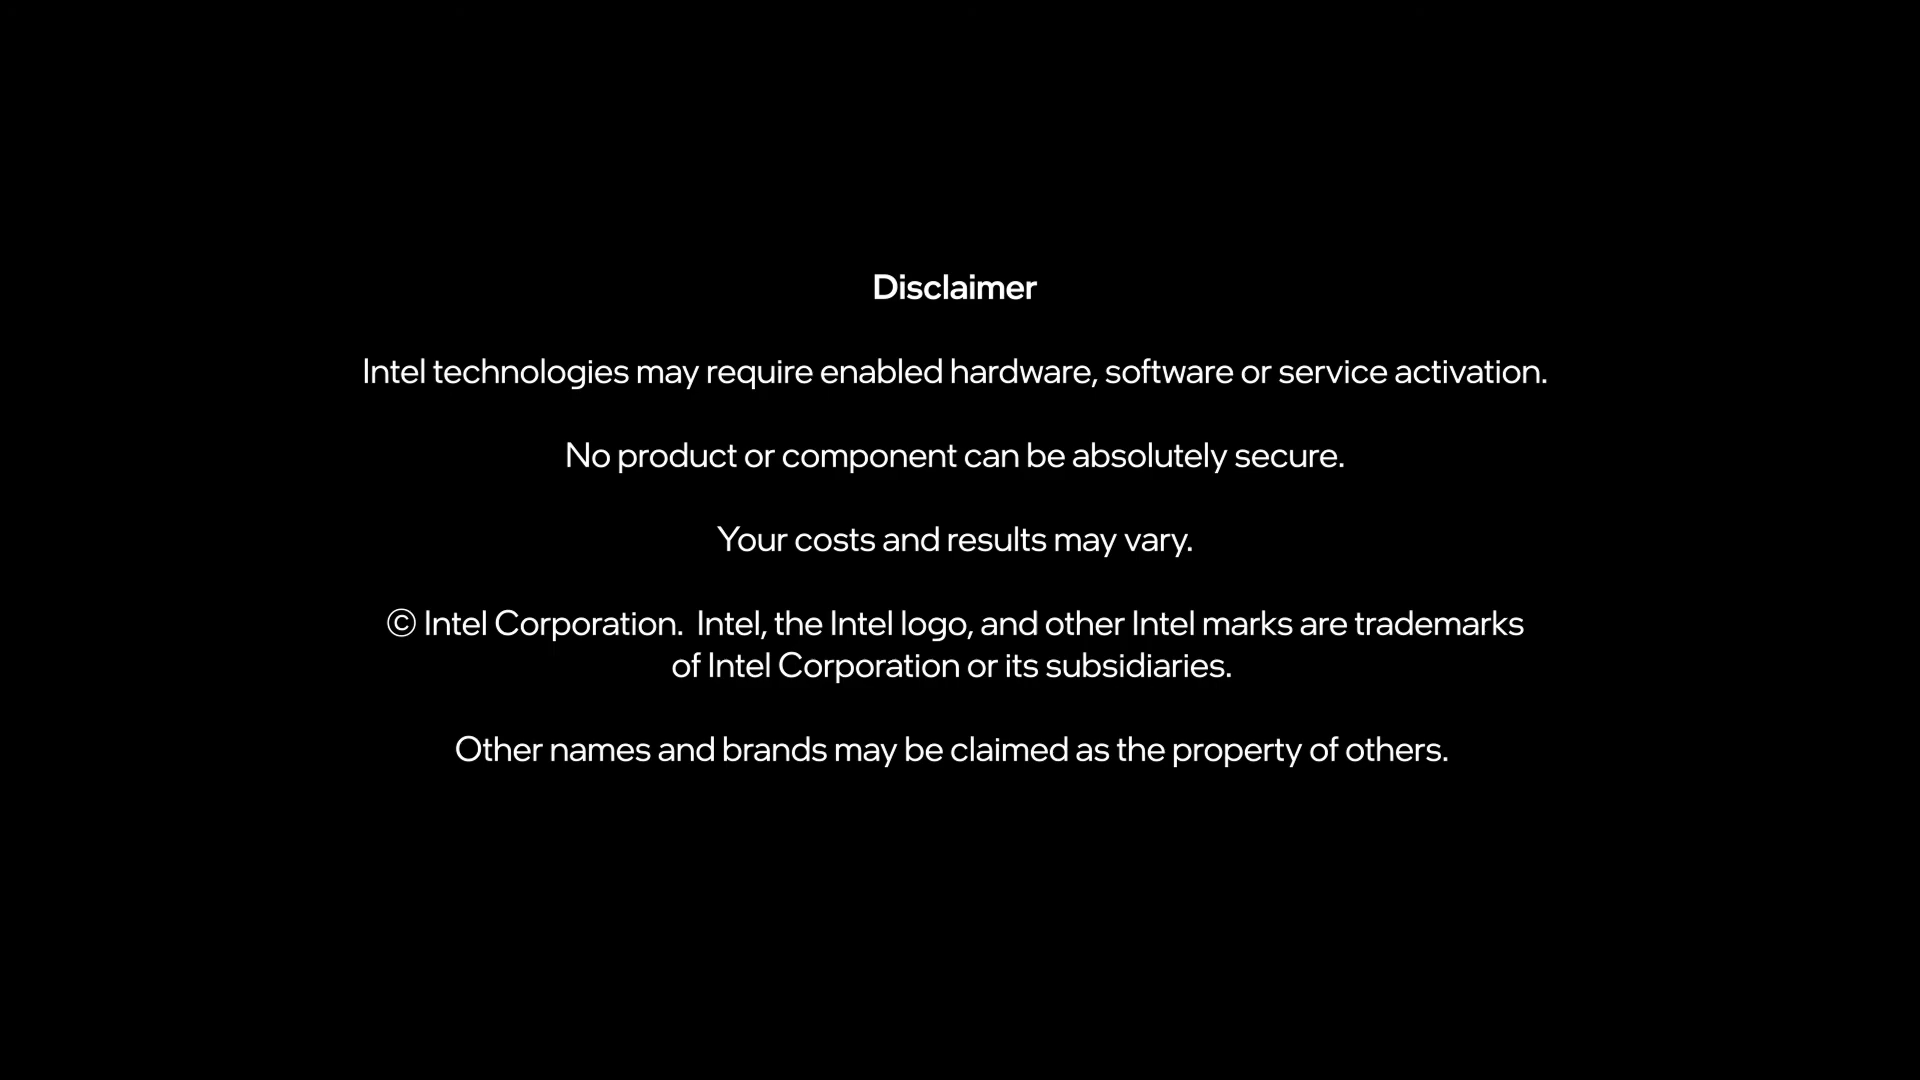 Disclaimer
Intel technologies may require enabled hardware, software or service activation.
No product or component can be absolutely secure.
Your costs and results may vary.
© Intel Corporation.  Intel, the Intel logo, and other Intel marks are trademarks
of Intel Corporation or its subsidiaries.
Other names and brands may be claimed as the property of others.